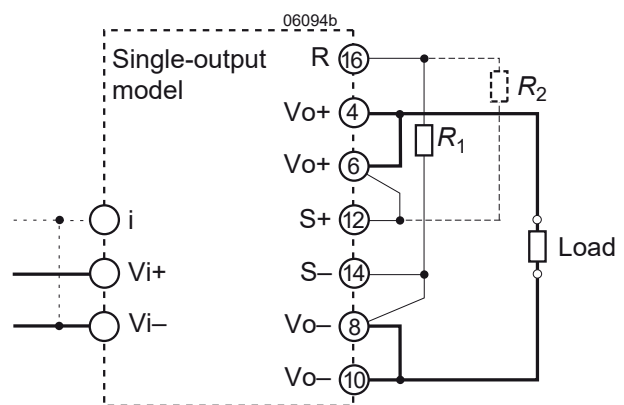 06094b
Single-output
model
R 16
Vo+ 4
Vo+ 6
S+ 12
S– 14
Vo– 8
Vo– 10
i
Vi+
Vi–
R1
R2
Load